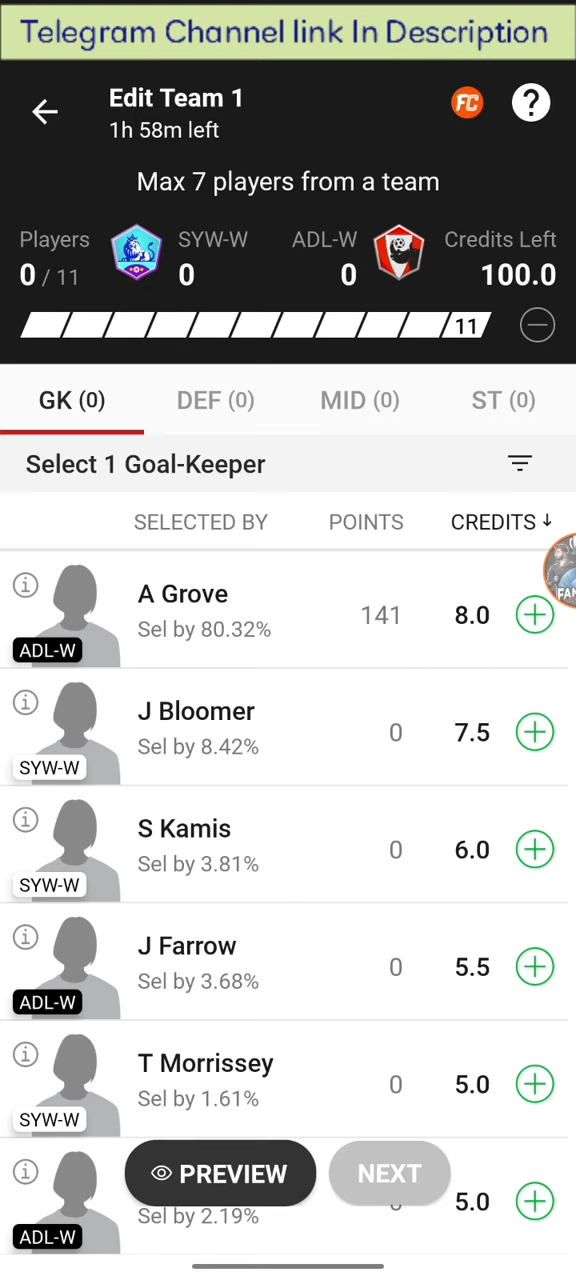 Telegram Channel link In Description
Edit Team 1
1h 58m left
FC
?
Max 7 players from a team
Players
SYW-W
ADL-W
Credits Left
0 / 11
0
0
100.0
11
GK (0)
DEF (0)
MID (0)
ST (0)
Select 1 Goal-Keeper
SELECTED BY
POINTS
CREDITS ↓
FAN
i
A Grove
Sel by 80.32%
141
8.0
ADL-W
i
J Bloomer
Sel by 8.42%
0
7.5
SYW-W
i
S Kamis
Sel by 3.81%
0
6.0
SYW-W
i
J Farrow
Sel by 3.68%
0
5.5
ADL-W
i
T Morrissey
Sel by 1.61%
0
5.0
SYW-W
i
PREVIEW
NEXT
Sel by 2.19%
5.0
ADL-W